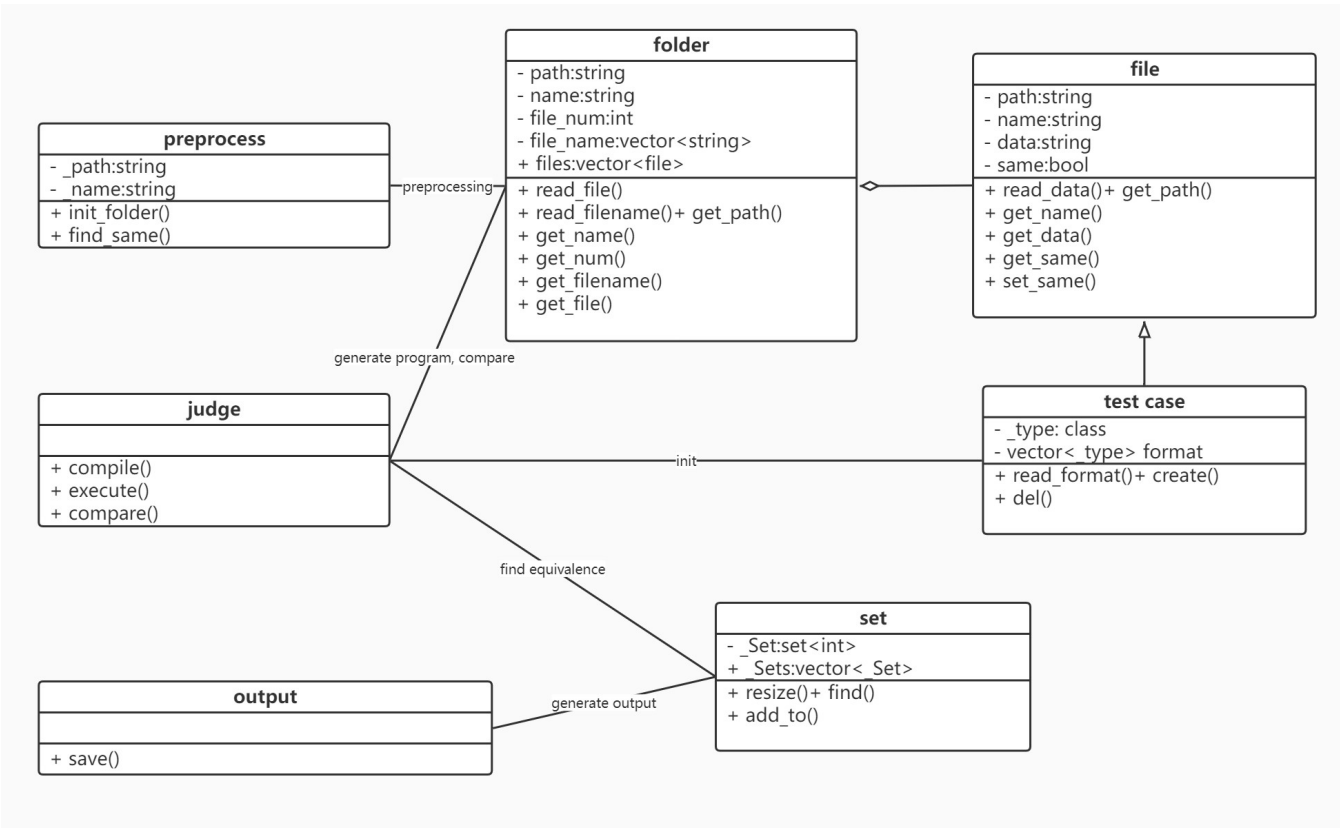 folder
- path:string
- name:string
- file_num:int
- file_name:vector<string>
+ files:vector<file>
+ read_file()
+ read_filename()+ get_path()
+ get_name()
+ get_num()
+ get_filename()
+ get_file()
file
- path:string
- name:string
- data:string
- same:bool
+ read_data()+ get_path()
+ get_name()
+ get_data()
+ get_same()
+ set_same()
preprocess
- _path:string
- _name:string
+ init_folder()
+ find_same()
preprocessing
generate program, compare
judge
+ compile()
+ execute()
+ compare()
init
test case
- _type: class
- vector<_type> format
+ read_format()+ create()
+ del()
find equivalence
set
- _Set:set<int>
+ _Sets:vector<_Set>
+ resize()+ find()
+ add_to()
generate output
output
+ save()